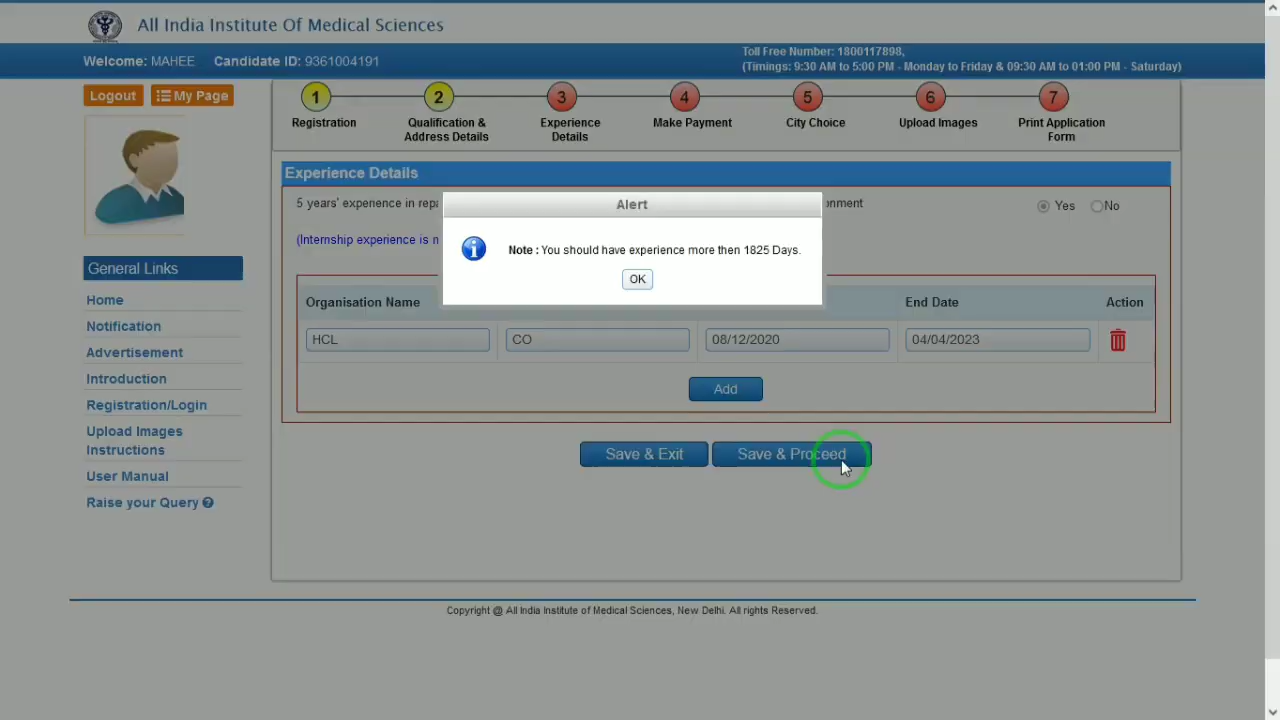 All India Institute Of Medical Sciences
Welcome: MAHEE Candidate ID: 9361004191
Toll Free Number: 1800117898,
(Timings: 9:30 AM to 5:00 PM - Monday to Friday & 09:30 AM to 01:00 PM - Saturday)
Logout My Page
1 2 3 4 5 6 7
Registration
Qualification &
Address Details
Experience
Details
Make Payment
City Choice
Upload Images
Print Application
Form
Experience Details
5 years' experience in
Yes No
(Internship experience is
Alert
Note : You should have experience more then 1825 Days.
OK
General Links
Home
Notification
Advertisement
Introduction
Registration/Login
Upload Images
Instructions
User Manual
Raise your Query
Organisation Name End Date Action
HCL CO 08/12/2020 04/04/2023
Add
Save & Exit Save & Proceed
Copyright @ All India Institute of Medical Sciences, New Delhi. All rights Reserved.